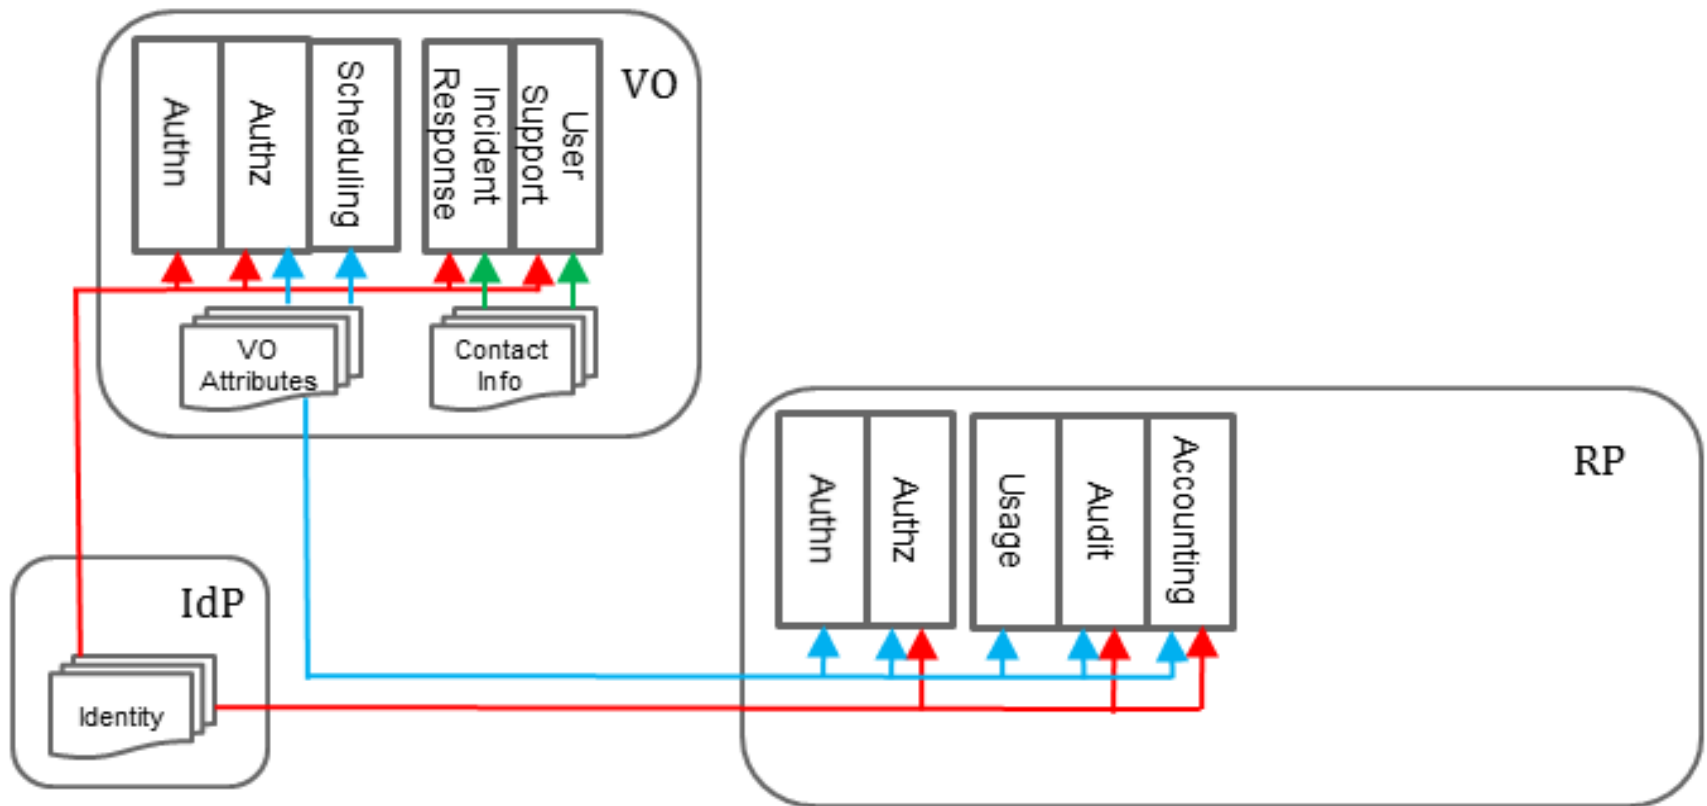 VO
Authn
Authz
Scheduling
Incident
Response
User
Support
VO
Attributes
Contact
Info
RP
Authn
Authz
Usage
Audit
Accounting
IdP
Identity